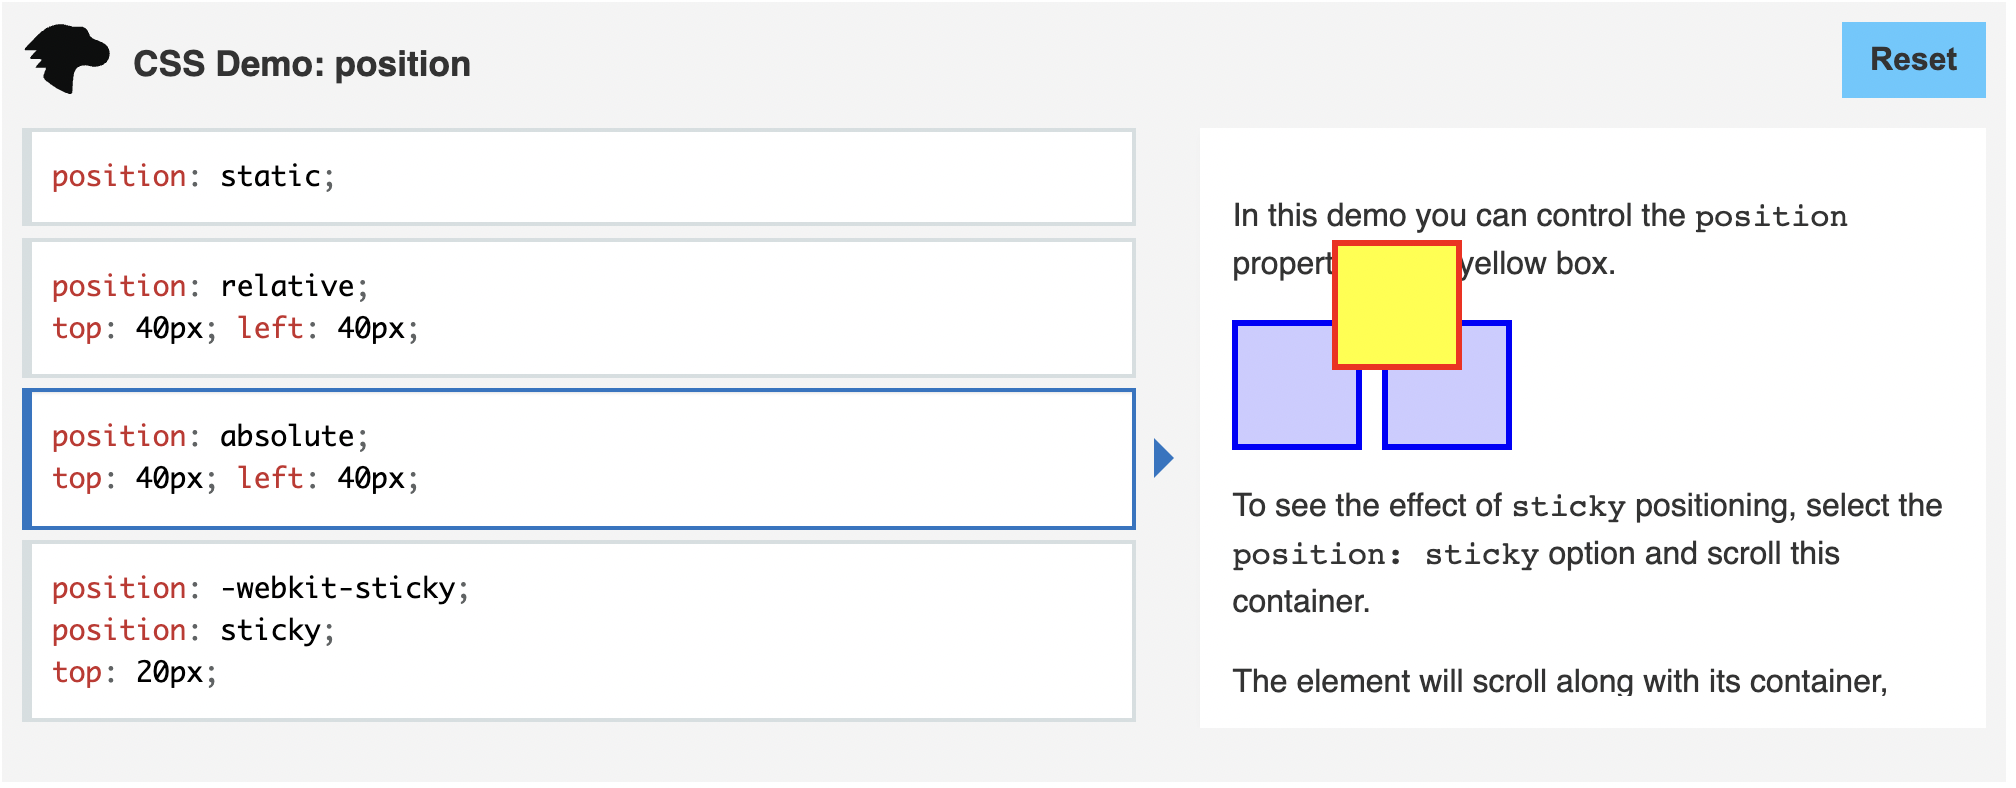 CSS Demo: position
Reset
position: static;
position: relative;
top: 40px; left: 40px;
position: absolute;
top: 40px; left: 40px;
position: -webkit-sticky;
position: sticky;
top: 20px;
In this demo you can control the position
propert yellow box.
To see the effect of sticky positioning, select the
position: sticky option and scroll this
container.
The element will scroll along with its container,